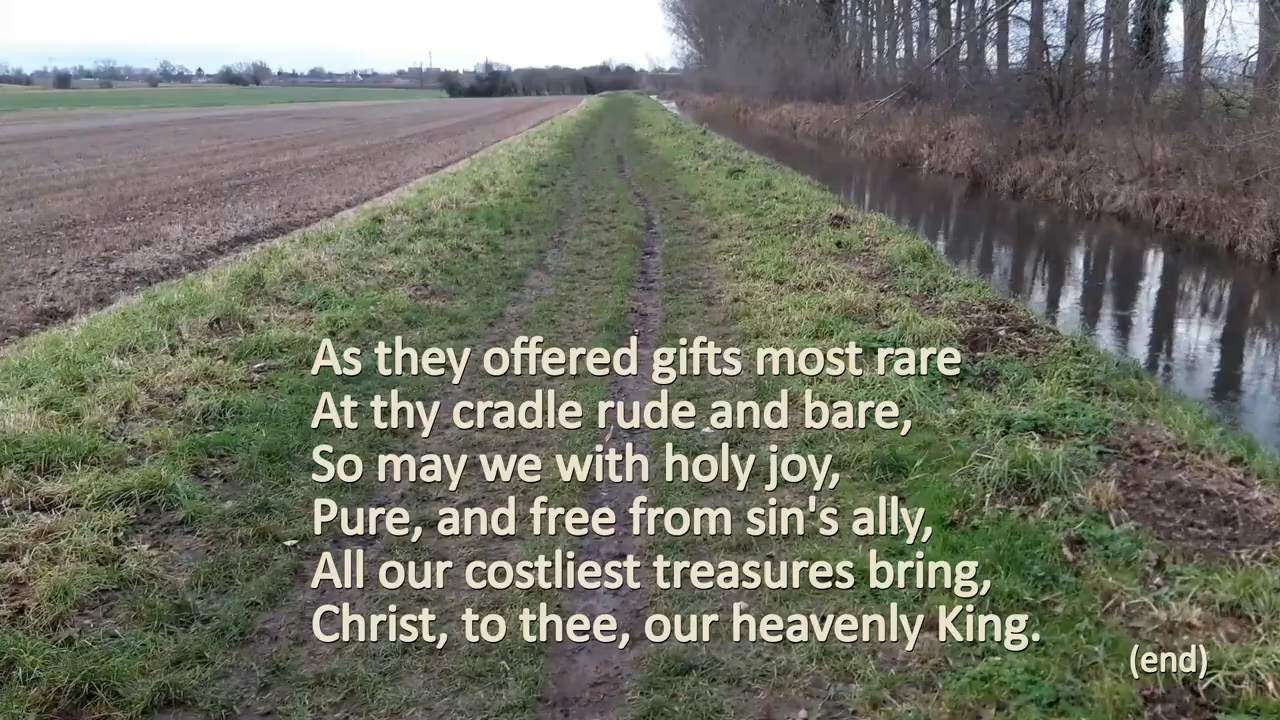 As they offered gifts most rare
At thy cradle rude and bare,
So may we with holy joy,
Pure, and free from sin's ally,
All our costliest treasures bring,
Christ, to thee, our heavenly King.
(end)